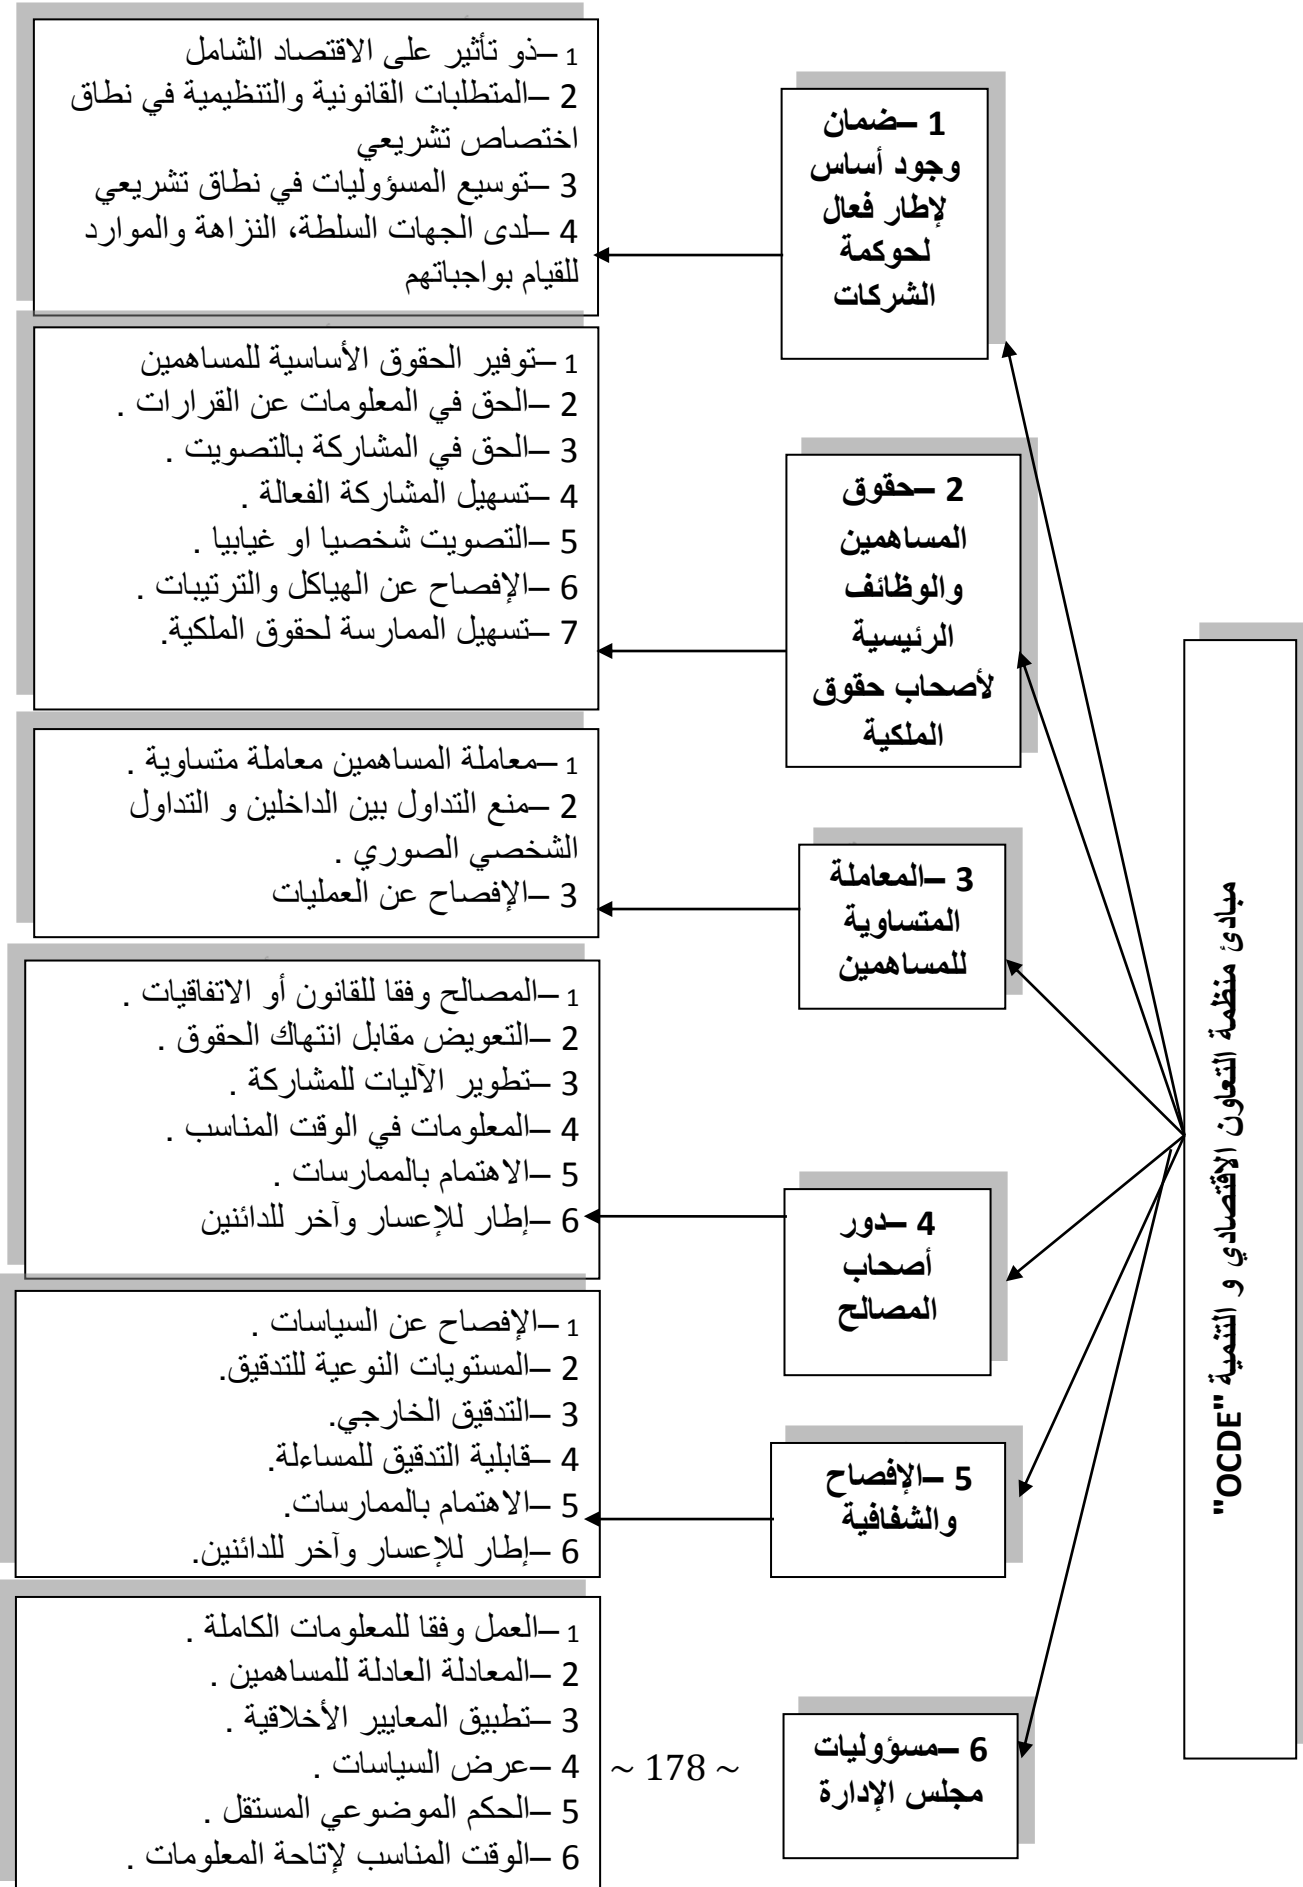 مبادئ منظمة التعاون الاقتصادي و التنمية "OCDE"
1 –ضمان
وجود أساس
لإطار فعال
لحوكمة
الشركات
1 –ذو تأثير على الاقتصاد الشامل
2 –المتطلبات القانونية والتنظيمية في نطاق
اختصاص تشريعي
3 –توسيع المسؤوليات في نطاق تشريعي
4 –لدى الجهات السلطة، النزاهة والموارد
للقيام بواجباتهم
2 –حقوق
المساهمين
والوظائف
الرئيسية
لأصحاب حقوق
الملكية
1 –توفير الحقوق الأساسية للمساهمين
2 –الحق في المعلومات عن القرارات .
3 –الحق في المشاركة بالتصويت .
4 –تسهيل المشاركة الفعالة .
5 –التصويت شخصيا او غيابيا .
6 –الإفصاح عن الهياكل والترتيبات .
7 –تسهيل الممارسة لحقوق الملكية.
3 –المعاملة
المتساوية
للمساهمين
1 –معاملة المساهمين معاملة متساوية .
2 –منع التداول بين الداخلين و التداول
الشخصي الصوري .
3 –الإفصاح عن العمليات
4 –دور
أصحاب
المصالح
1 –المصالح وفقا للقانون أو الاتفاقيات .
2 –التعويض مقابل انتهاك الحقوق .
3 –تطوير الآليات للمشاركة .
4 –المعلومات في الوقت المناسب .
5 –الاهتمام بالممارسات .
6 –إطار للإعسار وآخر للدائنين
5 –الإفصاح
والشفافية
1 –الإفصاح عن السياسات .
2 –المستويات النوعية للتدقيق.
3 –التدقيق الخارجي.
4 –قابلية التدقيق للمساءلة.
5 –الاهتمام بالممارسات.
6 –إطار للإعسار وآخر للدائنين.
6 –مسؤوليات
مجلس الإدارة
1 –العمل وفقا للمعلومات الكاملة .
2 –المعادلة العادلة للمساهمين .
3 –تطبيق المعايير الأخلاقية .
4 –عرض السياسات .
5 –الحكم الموضوعي المستقل .
6 –الوقت المناسب لإتاحة المعلومات .
~ 178 ~